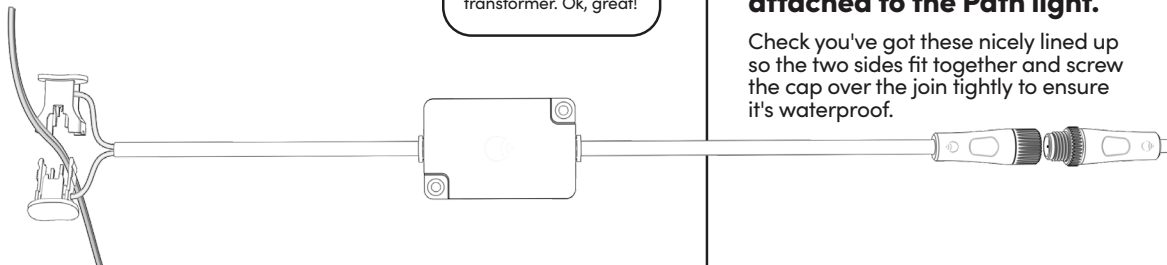 transformer. Ok, great!
attached to the Path light.
Check you've got these nicely lined up
so the two sides fit together and screw
the cap over the join tightly to ensure
it's waterproof.